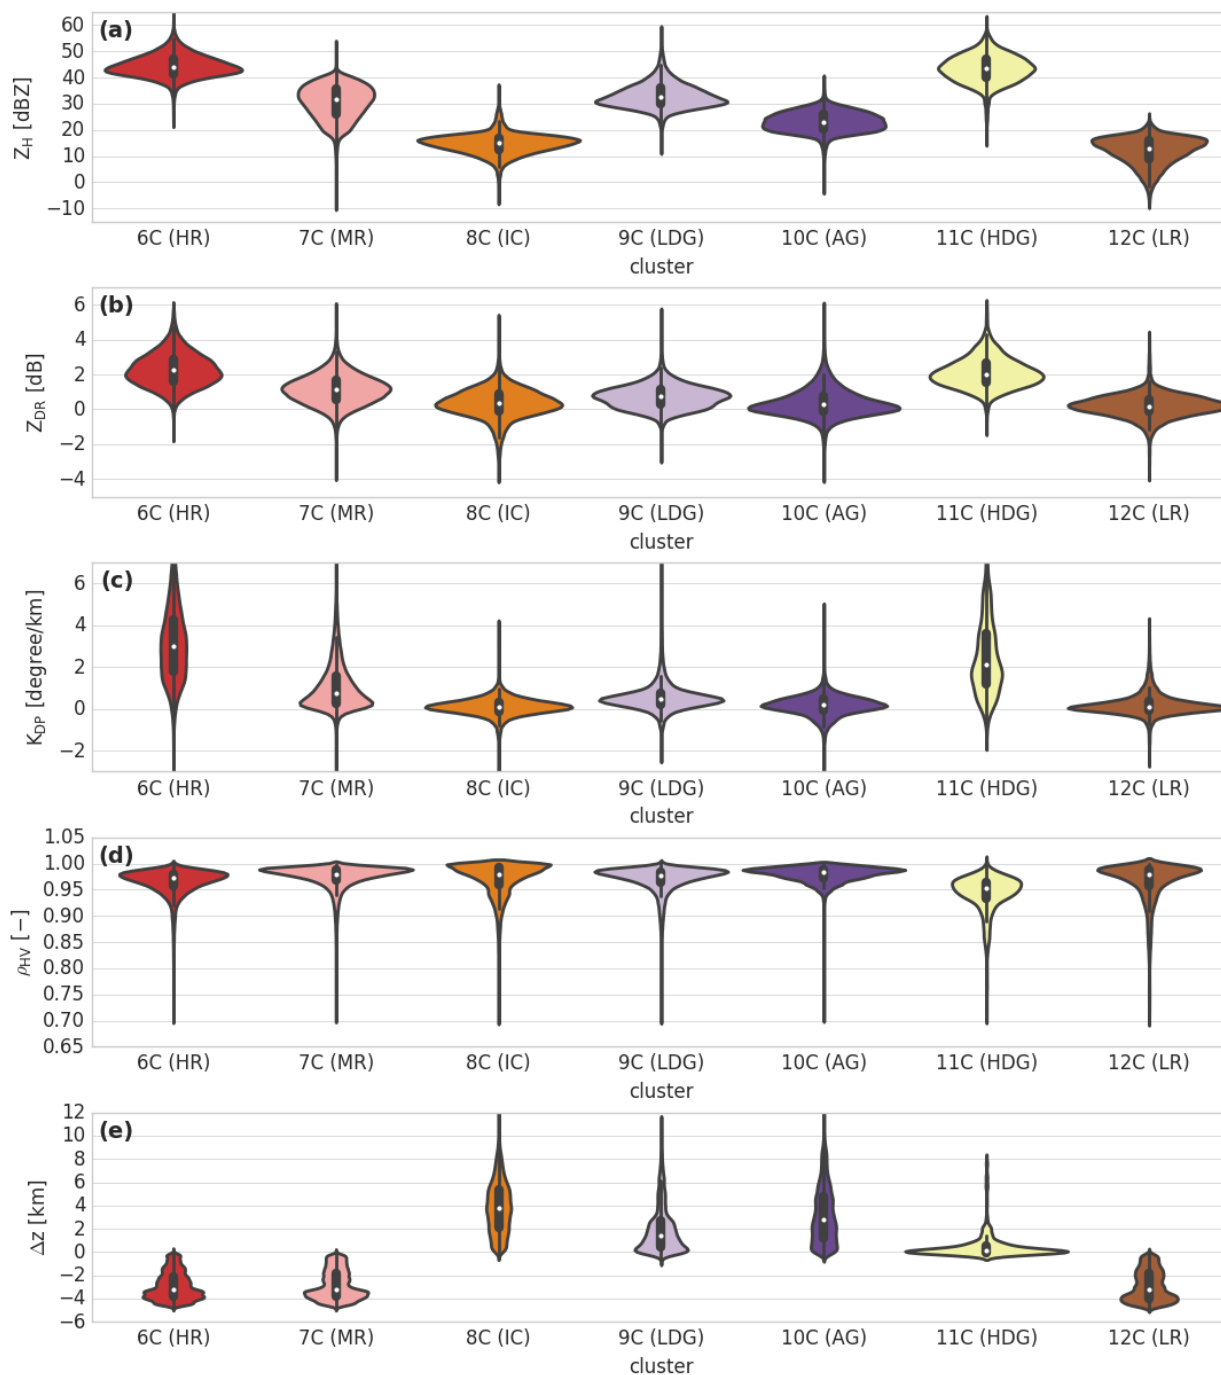 (a)
Z_H [dBZ]
60
50
40
30
20
10
0
−10
6C (HR) 7C (MR) 8C (IC) 9C (LDG) 10C (AG) 11C (HDG) 12C (LR)
cluster
(b)
Z_DR [dB]
6
4
2
0
−2
−4
6C (HR) 7C (MR) 8C (IC) 9C (LDG) 10C (AG) 11C (HDG) 12C (LR)
cluster
(c)
K_DP [degree/km]
6
4
2
0
−2
6C (HR) 7C (MR) 8C (IC) 9C (LDG) 10C (AG) 11C (HDG) 12C (LR)
cluster
(d)
ρ_HV [−]
1.05
1.00
0.95
0.90
0.85
0.80
0.75
0.70
0.65
6C (HR) 7C (MR) 8C (IC) 9C (LDG) 10C (AG) 11C (HDG) 12C (LR)
cluster
(e)
Δz [km]
12
10
8
6
4
2
0
−2
−4
−6
6C (HR) 7C (MR) 8C (IC) 9C (LDG) 10C (AG) 11C (HDG) 12C (LR)
cluster